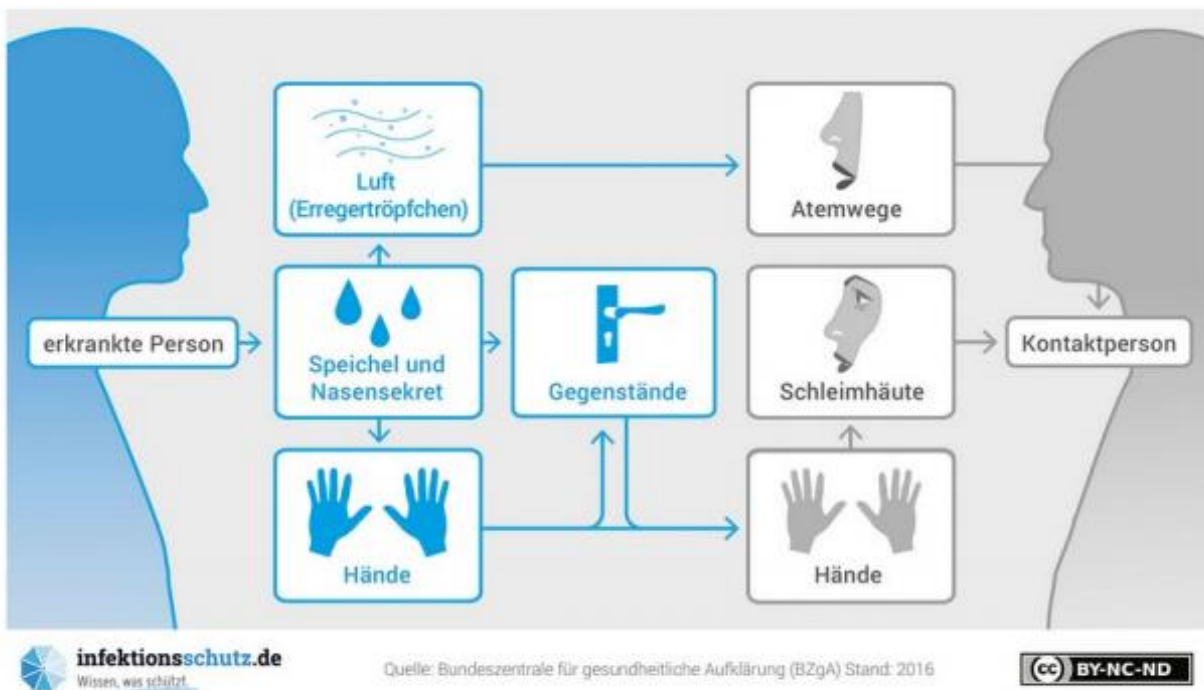 Luft
(Erregertröpfchen)
Atemwege
erkrankte Person
Speichel und
Nasensekret
Gegenstände
Schleimhäute
Kontaktperson
Hände
Hände
infektionsschutz.de
Wissen, was schützt.
Quelle: Bundeszentrale für gesundheitliche Aufklärung (BZgA) Stand: 2016
cc BY-NC-ND